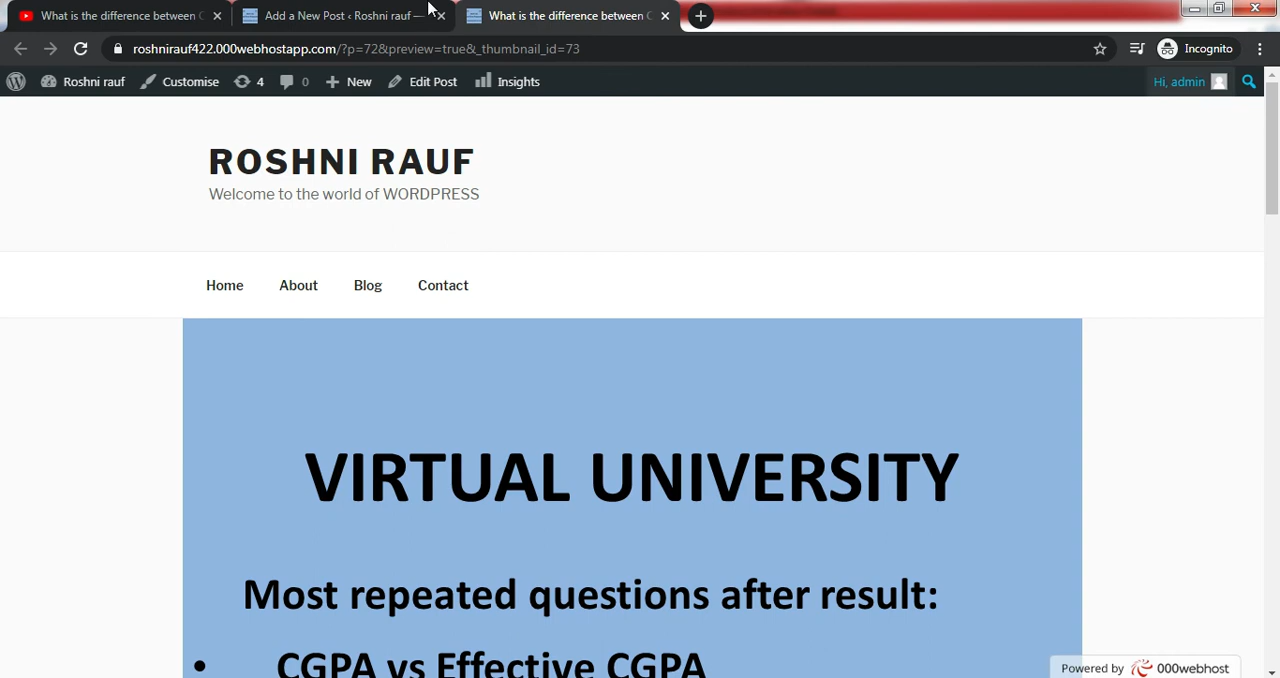 What is the difference between C
Add a New Post ‹ Roshni rauf —
What is the difference between C
roshnirauf422.000webhostapp.com/?p=72&preview=true&_thumbnail_id=73
Incognito
Roshni rauf
Customise
4
0
New
Edit Post
Insights
Hi, admin
ROSHNI RAUF
Welcome to the world of WORDPRESS
Home
About
Blog
Contact
VIRTUAL UNIVERSITY
Most repeated questions after result:
• CGPA vs Effective CGPA
Powered by 000webhost